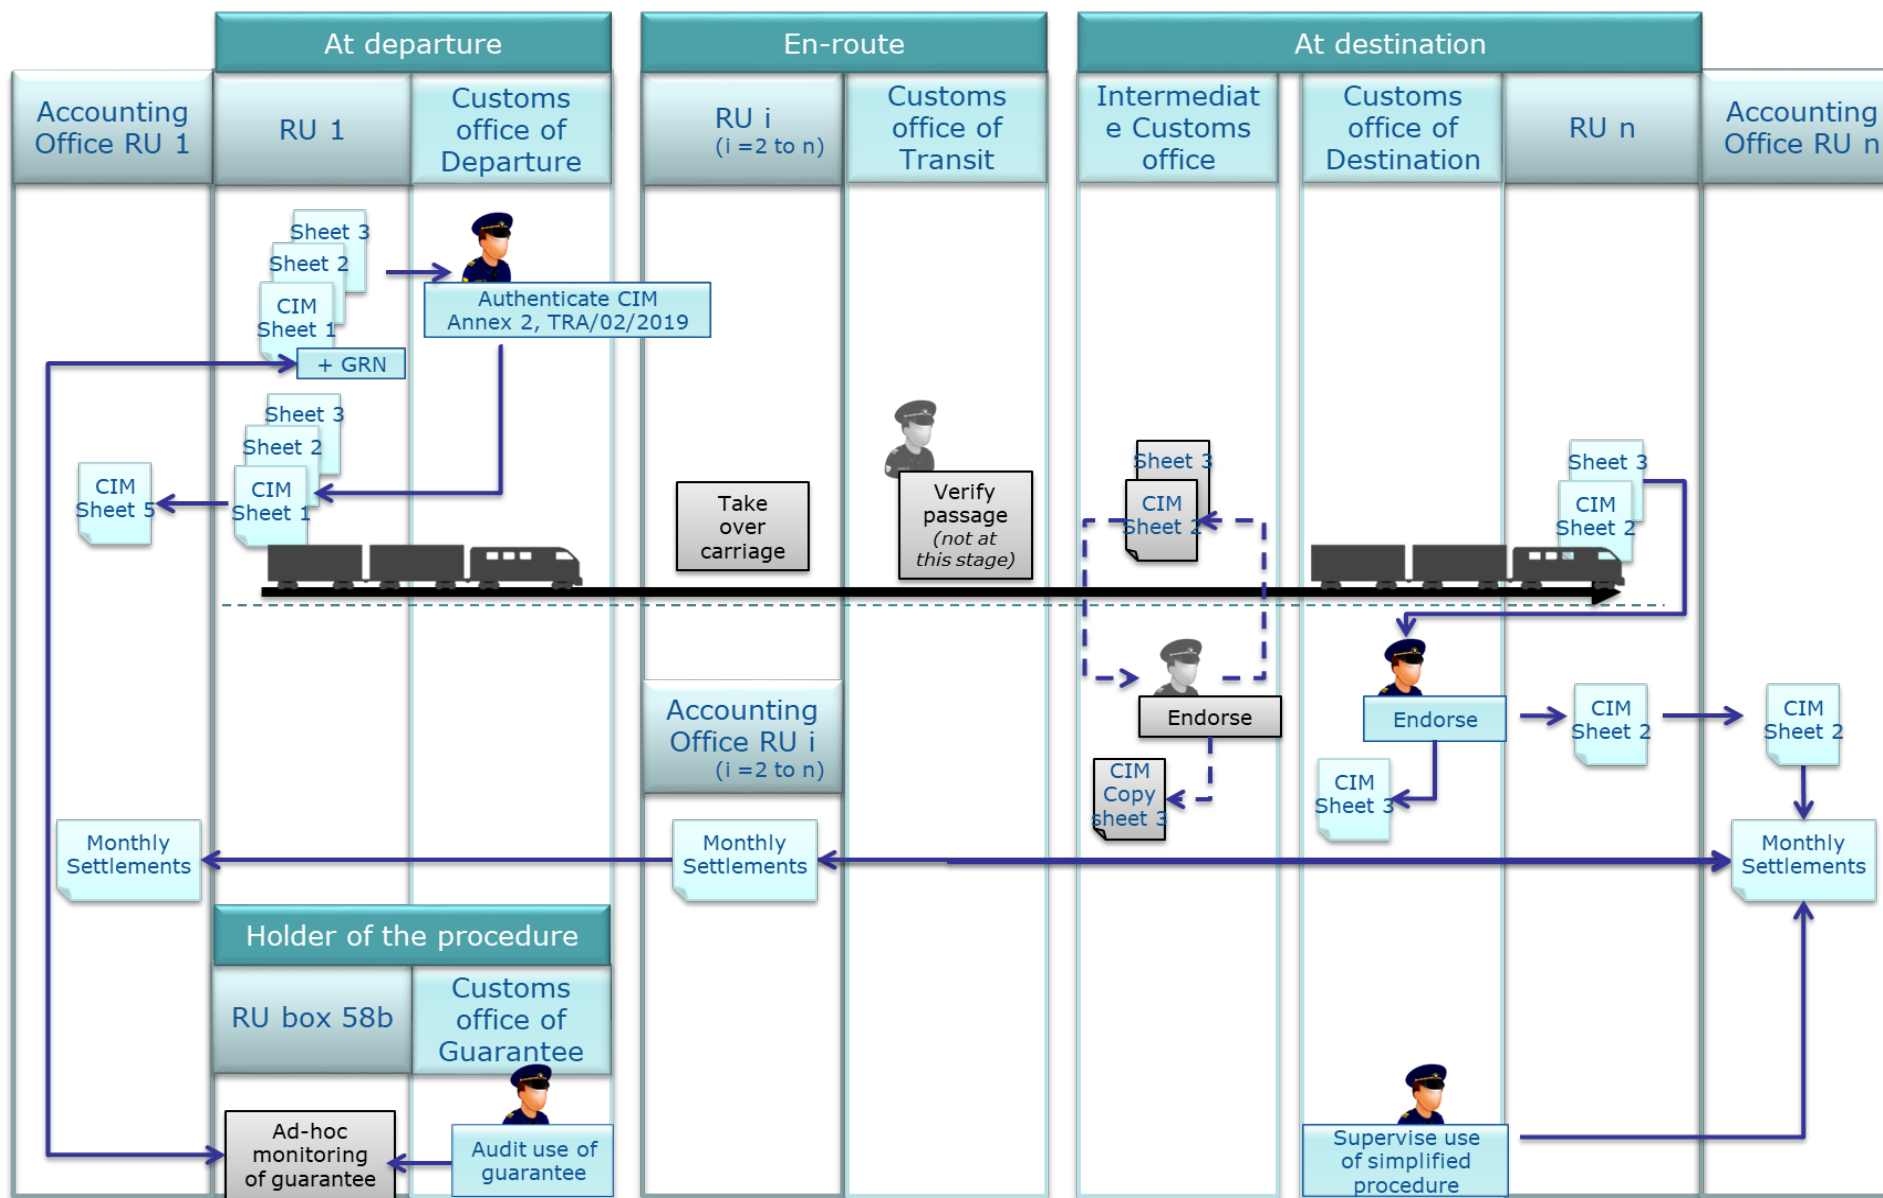 At departure
En-route
At destination
Accounting
Office RU 1
RU 1
Customs
office of
Departure
RU i
(i =2 to n)
Customs
office of
Transit
Intermediat
e Customs
office
Customs
office of
Destination
RU n
Accounting
Office RU n
Sheet 3
Sheet 2
CIM
Sheet 1
+ GRN
Authenticate CIM
Annex 2, TRA/02/2019
Sheet 3
Sheet 2
CIM
Sheet 1
CIM
Sheet 5
Take
over
carriage
Verify
passage
(not at
this stage)
Sheet 3
CIM
Sheet 2
Sheet 3
CIM
Sheet 2
Accounting
Office RU i
(i =2 to n)
Endorse
CIM
Copy
sheet 3
Endorse
CIM
Sheet 3
CIM
Sheet 2
CIM
Sheet 2
Monthly
Settlements
Monthly
Settlements
Monthly
Settlements
Holder of the procedure
RU box 58b
Customs
office of
Guarantee
Ad-hoc
monitoring
of guarantee
Audit use of
guarantee
Supervise use
of simplified
procedure